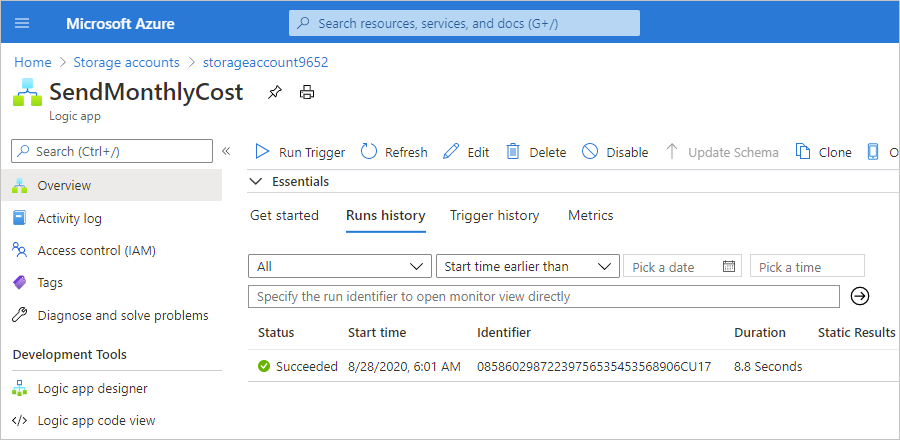 Microsoft Azure
Search resources, services, and docs (G+/)
Home > Storage accounts > storageaccount9652
SendMonthlyCost
Logic app
Search (Ctrl+/)
«
Run Trigger Refresh Edit Delete Disable Update Schema Clone O
Overview
Activity log
Access control (IAM)
Tags
Diagnose and solve problems
Development Tools
Logic app designer
Logic app code view
Essentials
Get started Runs history Trigger history Metrics
All Start time earlier than Pick a date Pick a time
Specify the run identifier to open monitor view directly
Status Start time Identifier Duration Static Results
Succeeded 8/28/2020, 6:01 AM 08586029872239756535453568906CU17 8.8 Seconds